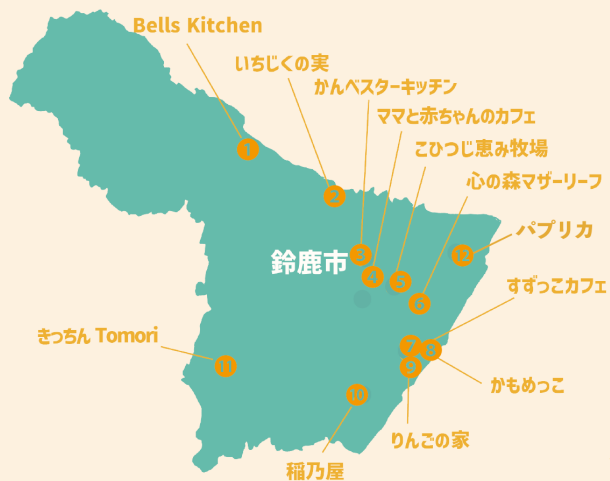 Bells Kitchen
いちじくの実
かんベスターキッチン
ママと赤ちゃんのカフェ
こひつじ恵み牧場
心の森マザーリーフ
パプリカ
すずっこカフェ
かもめっこ
りんごの家
稲乃屋
きっちん Tomori
鈴鹿市
1
2
3
4
5
6
7
8
9
10
11
12